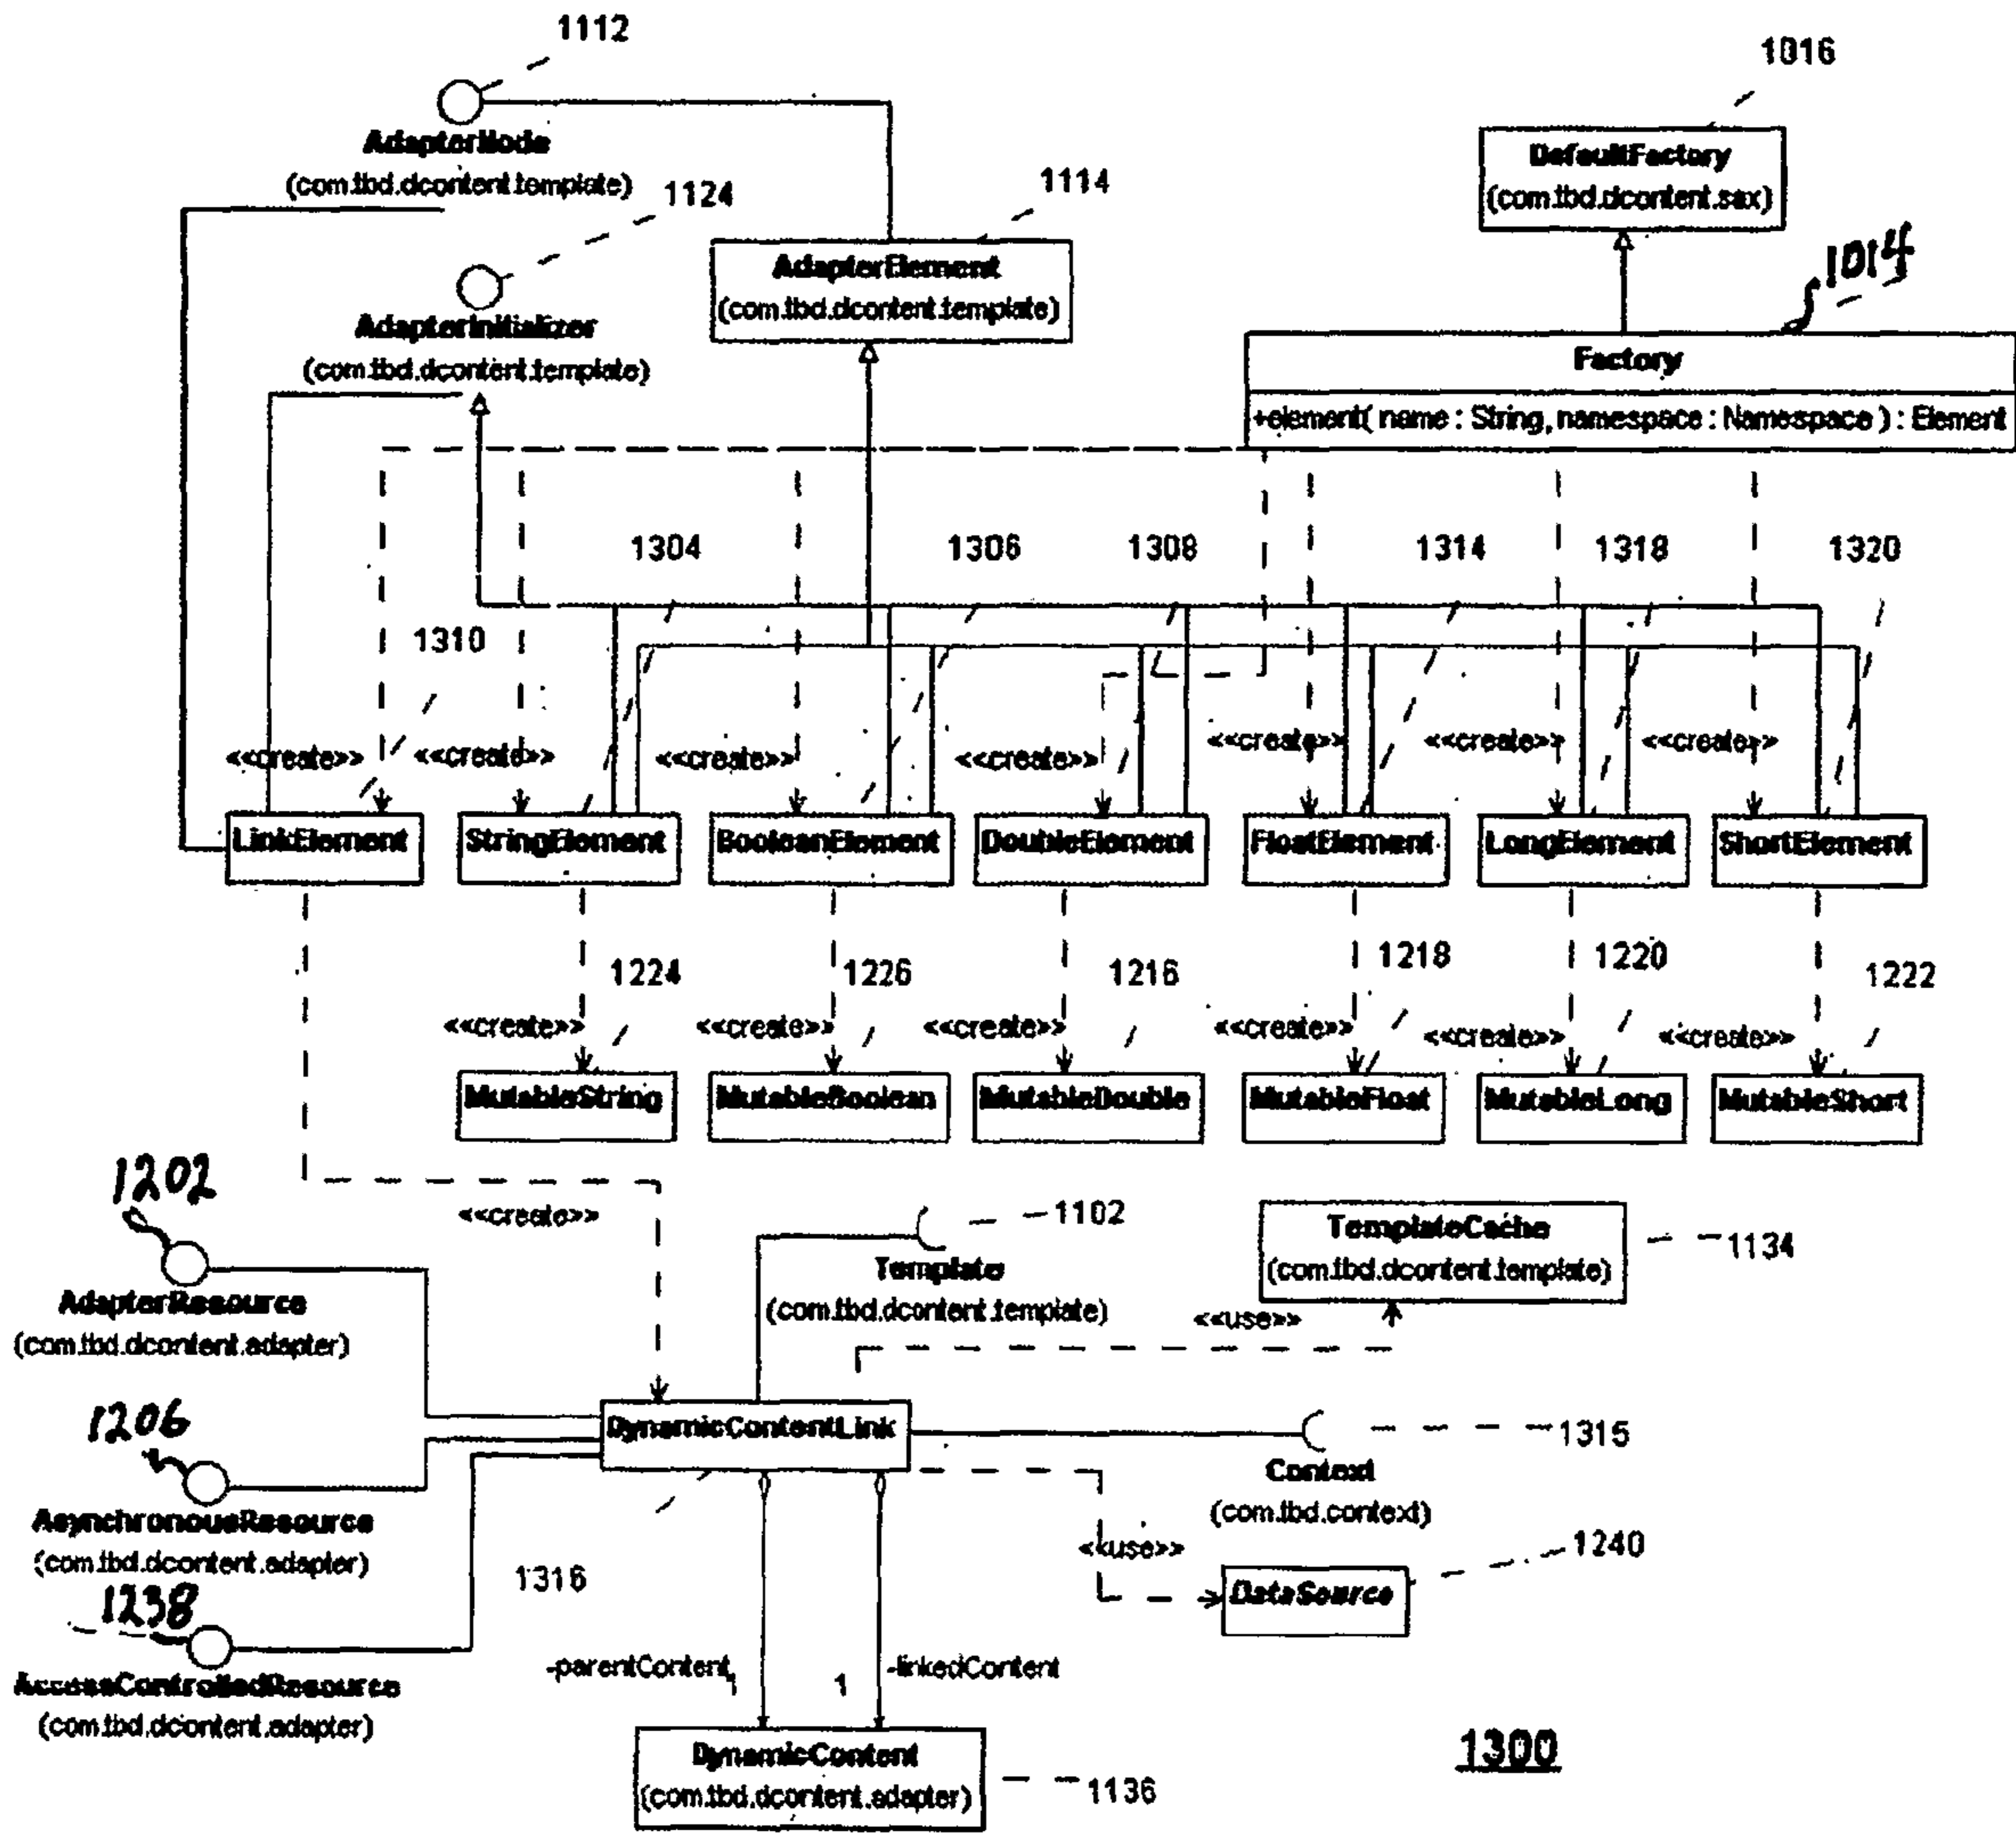 1112
1016
AdapterNode
(com.tbd.dcontent.template)
1124
1114
DefaultFactory
(com.tbd.dcontent.sax)
AdapterInitializer
(com.tbd.dcontent.template)
AdapterElement
(com.tbd.dcontent.template)
1014
Factory
+element( name : String, namespace : Namespace ) : Element
1304
1306
1308
1314
1318
1320
1310
<<create>>
<<create>>
<<create>>
<<create>>
<<create>>
<<create>>
<<create>>
LinkElement
StringElement
BooleanElement
DoubleElement
FloatElement
LongElement
ShortElement
1224
1226
1216
1218
1220
1222
<<create>>
<<create>>
<<create>>
<<create>>
<<create>>
<<create>>
MutableString
MutableBoolean
MutableDouble
MutableFloat
MutableLong
MutableShort
1202
<<create>>
1102
1134
AdapterResource
(com.tbd.dcontent.adapter)
Template
(com.tbd.dcontent.template)
TemplateCache
(com.tbd.dcontent.template)
<<use>>
1206
DynamicContentLink
1315
AsynchronousResource
(com.tbd.dcontent.adapter)
Context
(com.tbd.context)
1238
1316
<<use>>
1240
DataSource
AccessControlledResource
(com.tbd.dcontent.adapter)
-parentContent
1
1
-linkedContent
DynamicContent
(com.tbd.dcontent.adapter)
1136
1300